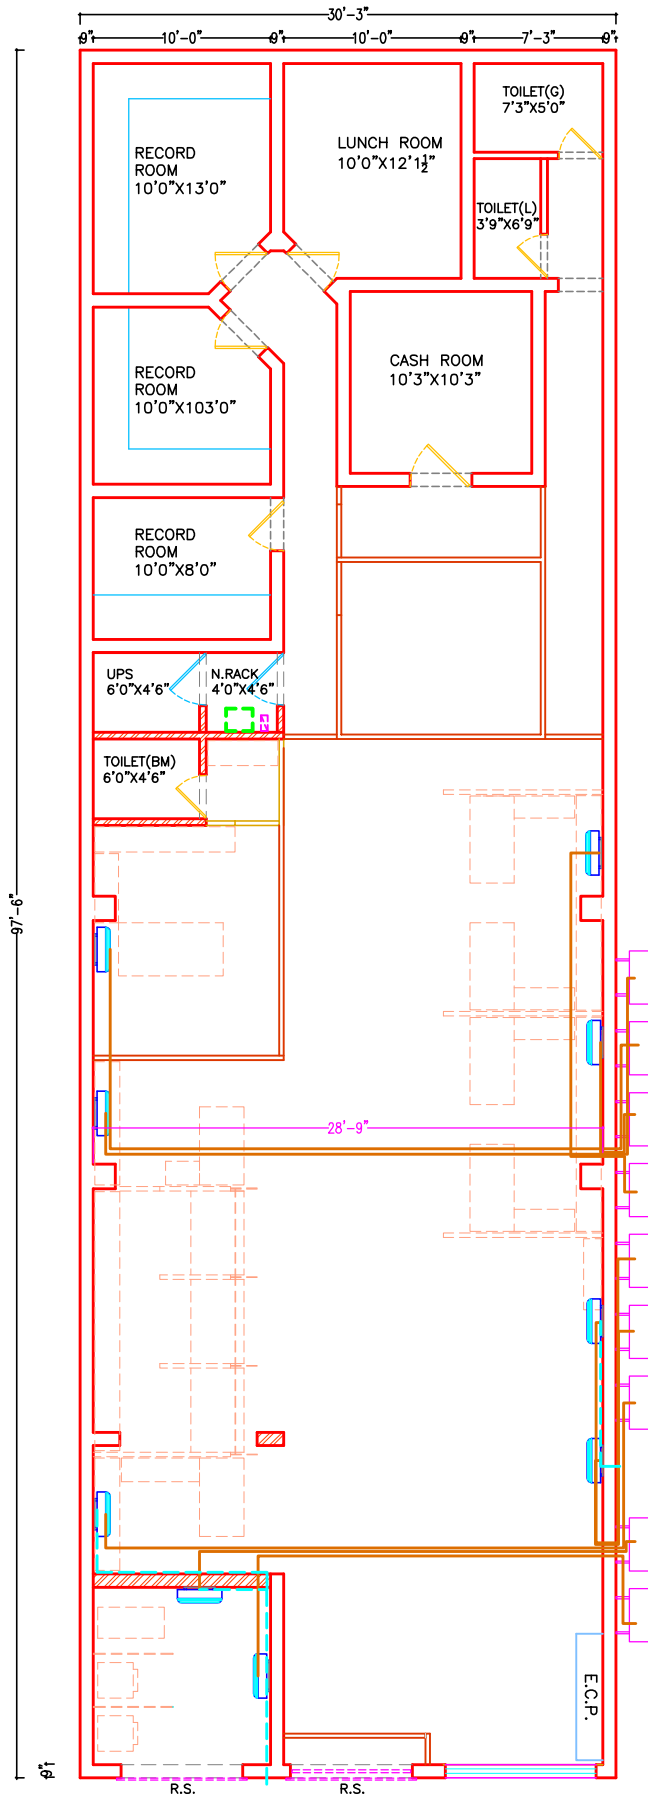 30'-3"
9"
10'-0"
9"
10'-0"
9"
7'-3"
9"
TOILET(G)
7'3"X5'0"
LUNCH ROOM
10'0"X12'1½"
RECORD
ROOM
10'0"X13'0"
TOILET(L)
3'9"X6'9"
CASH ROOM
10'3"X10'3"
RECORD
ROOM
10'0"X103'0"
RECORD
ROOM
10'0"X8'0"
UPS
6'0"X4'6"
N.RACK
4'0"X4'6"
TOILET(BM)
6'0"X4'6"
97'-6"
28'-9"
E.C.P.
9"
R.S.
R.S.